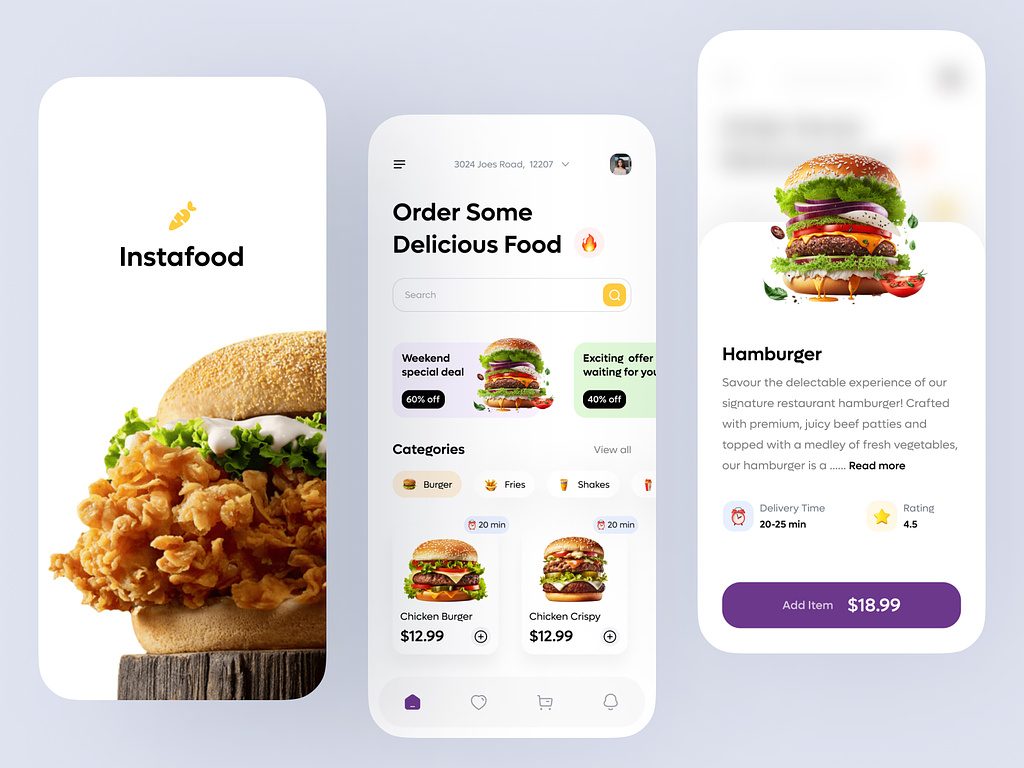 Instafood
3024 Joes Road, 12207
Order Some
Delicious Food
Search
Weekend
special deal
60% off
Exciting offer
waiting for you
40% off
Categories
View all
Burger
Fries
Shakes
20 min
20 min
Chicken Burger
$12.99
Chicken Crispy
$12.99
Hamburger
Savour the delectable experience of our
signature restaurant hamburger! Crafted
with premium, juicy beef patties and
topped with a medley of fresh vegetables,
our hamburger is a ...... Read more
Delivery Time
20-25 min
Rating
4.5
Add Item $18.99